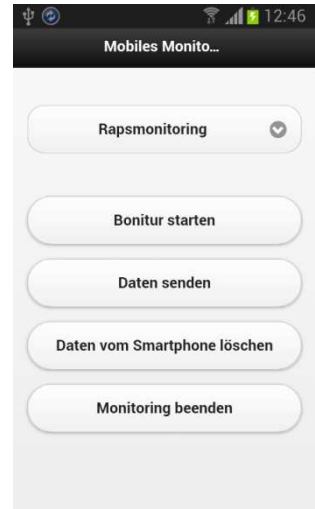 12:46
Mobiles Monito...
Rapsmonitoring
Bonitur starten
Daten senden
Daten vom Smartphone löschen
Monitoring beenden